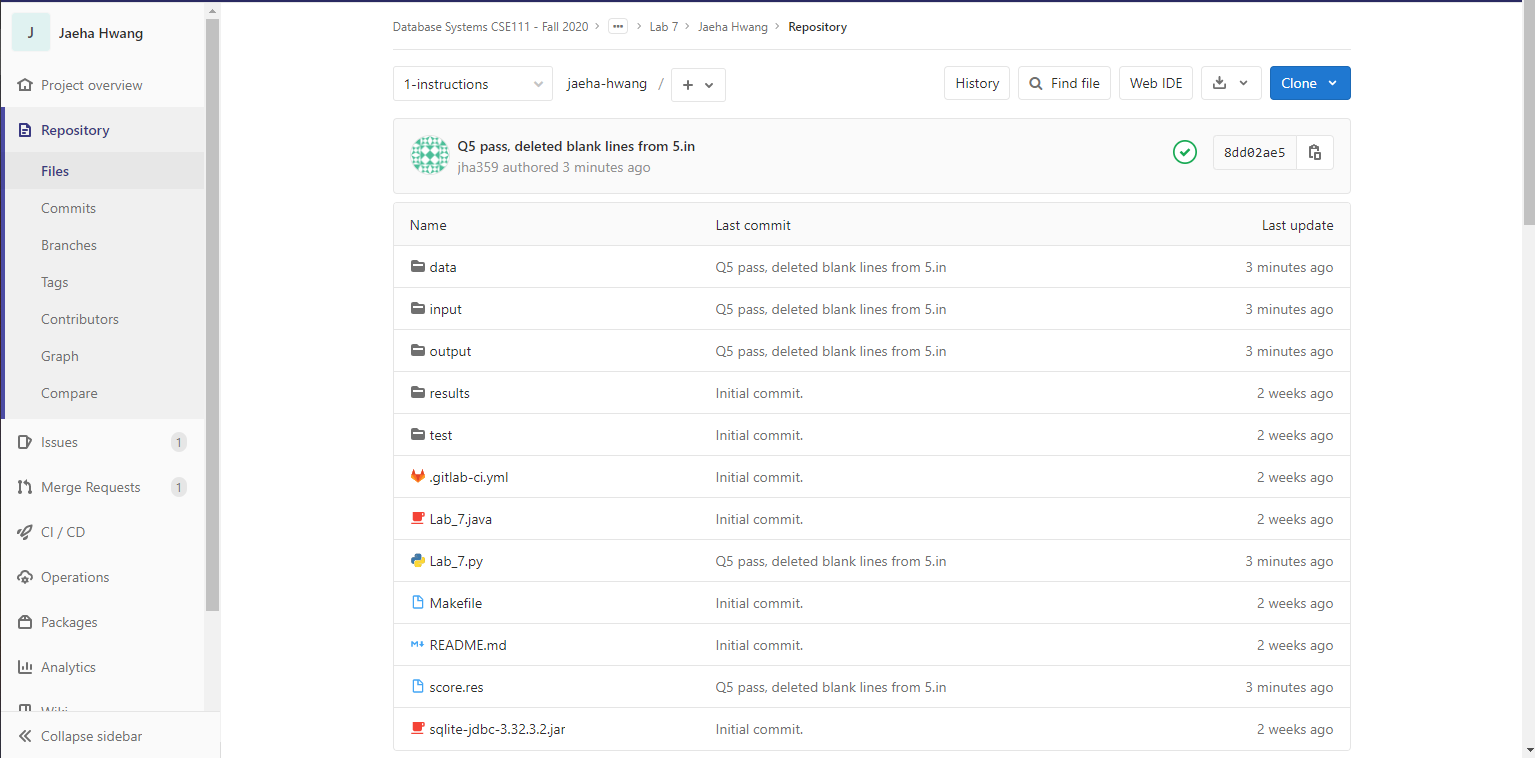 J Jaeha Hwang
Project overview
Repository
Files
Commits
Branches
Tags
Contributors
Graph
Compare
Issues 1
Merge Requests 1
CI / CD
Operations
Packages
Analytics
Wiki
Collapse sidebar
Database Systems CSE111 - Fall 2020 > ... > Lab 7 > Jaeha Hwang > Repository
1-instructions jaeha-hwang / + History Find file Web IDE Clone
Q5 pass, deleted blank lines from 5.in
jha359 authored 3 minutes ago
8dd02ae5
Name Last commit Last update
data Q5 pass, deleted blank lines from 5.in 3 minutes ago
input Q5 pass, deleted blank lines from 5.in 3 minutes ago
output Q5 pass, deleted blank lines from 5.in 3 minutes ago
results Initial commit. 2 weeks ago
test Initial commit. 2 weeks ago
.gitlab-ci.yml Initial commit. 2 weeks ago
Lab_7.java Initial commit. 2 weeks ago
Lab_7.py Q5 pass, deleted blank lines from 5.in 3 minutes ago
Makefile Initial commit. 2 weeks ago
README.md Initial commit. 2 weeks ago
score.res Q5 pass, deleted blank lines from 5.in 3 minutes ago
sqlite-jdbc-3.32.3.2.jar Initial commit. 2 weeks ago